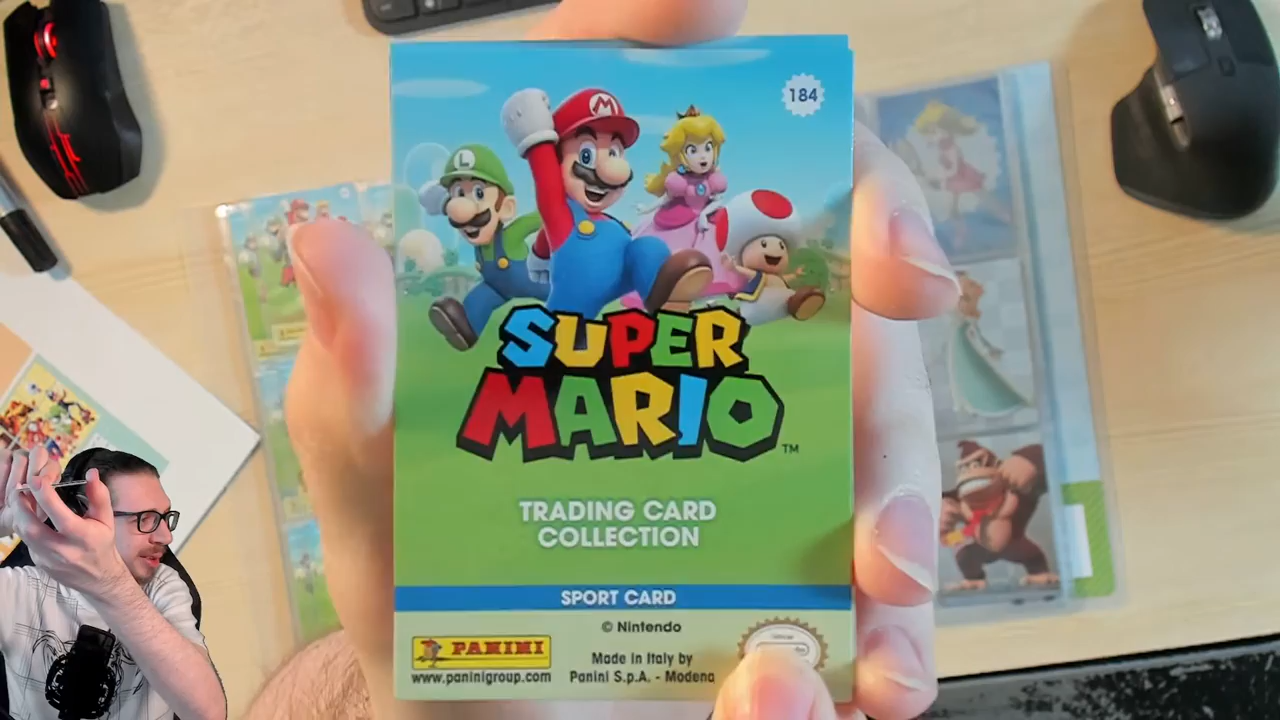 184
L
M
SUPER
MARIO
TM
TRADING CARD
COLLECTION
SPORT CARD
© Nintendo
PANINI
www.paninigroup.com
Made in Italy by
Panini S.p.A. - Modena